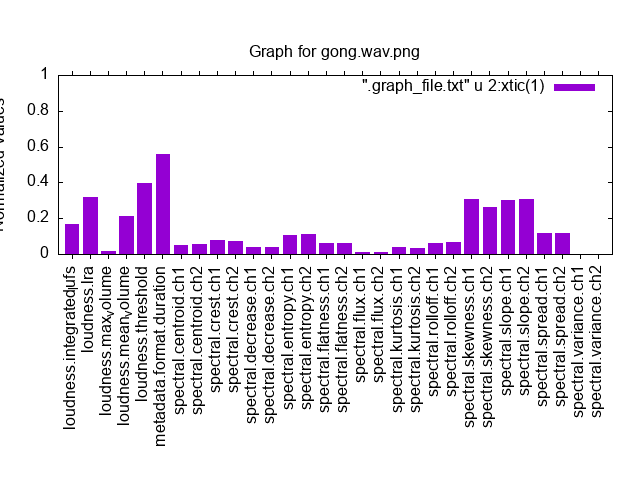 Graph for gong.wav.png
".graph_file.txt" u 2:xtic(1)
Normalized Values
1
0.8
0.6
0.4
0.2
0
loudness.integratedlufs
loudness.lra
loudness.maxvolume
loudness.meanvolume
loudness.threshold
metadata.format.duration
spectral.centroid.ch1
spectral.centroid.ch2
spectral.crest.ch1
spectral.crest.ch2
spectral.decrease.ch1
spectral.decrease.ch2
spectral.entropy.ch1
spectral.entropy.ch2
spectral.flatness.ch1
spectral.flatness.ch2
spectral.flux.ch1
spectral.flux.ch2
spectral.kurtosis.ch1
spectral.kurtosis.ch2
spectral.rolloff.ch1
spectral.rolloff.ch2
spectral.skewness.ch1
spectral.skewness.ch2
spectral.slope.ch1
spectral.slope.ch2
spectral.spread.ch1
spectral.spread.ch2
spectral.variance.ch1
spectral.variance.ch2